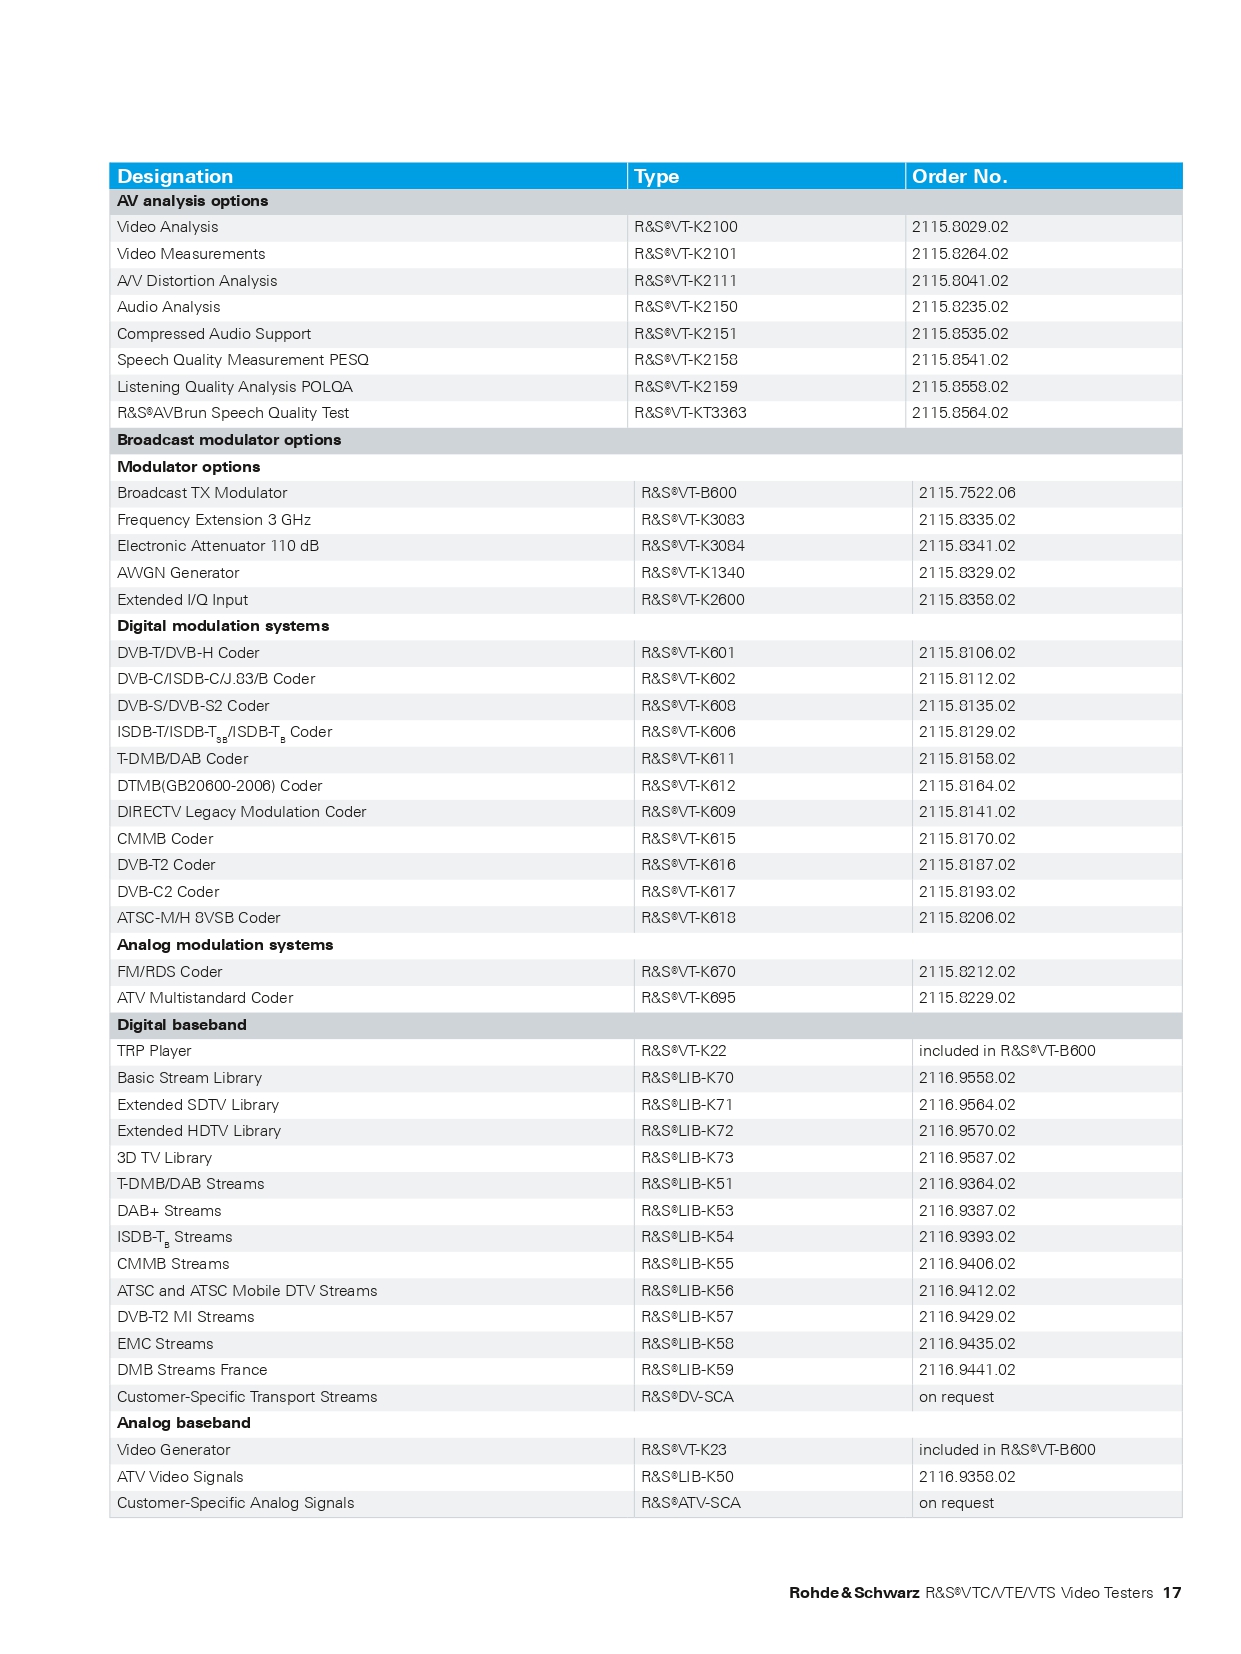 Designation Type Order No.
AV analysis options
Video Analysis R&S®VT-K2100 2115.8029.02
Video Measurements R&S®VT-K2101 2115.8264.02
A/V Distortion Analysis R&S®VT-K2111 2115.8041.02
Audio Analysis R&S®VT-K2150 2115.8235.02
Compressed Audio Support R&S®VT-K2151 2115.8535.02
Speech Quality Measurement PESQ R&S®VT-K2158 2115.8541.02
Listening Quality Analysis POLQA R&S®VT-K2159 2115.8558.02
R&S®AVBrun Speech Quality Test R&S®VT-KT3363 2115.8564.02
Broadcast modulator options
Modulator options
Broadcast TX Modulator R&S®VT-B600 2115.7522.06
Frequency Extension 3 GHz R&S®VT-K3083 2115.8335.02
Electronic Attenuator 110 dB R&S®VT-K3084 2115.8341.02
AWGN Generator R&S®VT-K1340 2115.8329.02
Extended I/Q Input R&S®VT-K2600 2115.8358.02
Digital modulation systems
DVB-T/DVB-H Coder R&S®VT-K601 2115.8106.02
DVB-C/ISDB-C/J.83/B Coder R&S®VT-K602 2115.8112.02
DVB-S/DVB-S2 Coder R&S®VT-K608 2115.8135.02
ISDB-T/ISDB-TSB/ISDB-TB Coder R&S®VT-K606 2115.8129.02
T-DMB/DAB Coder R&S®VT-K611 2115.8158.02
DTMB(GB20600-2006) Coder R&S®VT-K612 2115.8164.02
DIRECTV Legacy Modulation Coder R&S®VT-K609 2115.8141.02
CMMB Coder R&S®VT-K615 2115.8170.02
DVB-T2 Coder R&S®VT-K616 2115.8187.02
DVB-C2 Coder R&S®VT-K617 2115.8193.02
ATSC-M/H 8VSB Coder R&S®VT-K618 2115.8206.02
Analog modulation systems
FM/RDS Coder R&S®VT-K670 2115.8212.02
ATV Multistandard Coder R&S®VT-K695 2115.8229.02
Digital baseband
TRP Player R&S®VT-K22 included in R&S®VT-B600
Basic Stream Library R&S®LIB-K70 2116.9558.02
Extended SDTV Library R&S®LIB-K71 2116.9564.02
Extended HDTV Library R&S®LIB-K72 2116.9570.02
3D TV Library R&S®LIB-K73 2116.9587.02
T-DMB/DAB Streams R&S®LIB-K51 2116.9364.02
DAB+ Streams R&S®LIB-K53 2116.9387.02
ISDB-TB Streams R&S®LIB-K54 2116.9393.02
CMMB Streams R&S®LIB-K55 2116.9406.02
ATSC and ATSC Mobile DTV Streams R&S®LIB-K56 2116.9412.02
DVB-T2 MI Streams R&S®LIB-K57 2116.9429.02
EMC Streams R&S®LIB-K58 2116.9435.02
DMB Streams France R&S®LIB-K59 2116.9441.02
Customer-Specific Transport Streams R&S®DV-SCA on request
Analog baseband
Video Generator R&S®VT-K23 included in R&S®VT-B600
ATV Video Signals R&S®LIB-K50 2116.9358.02
Customer-Specific Analog Signals R&S®ATV-SCA on request
Rohde & Schwarz R&S®VTC/VTE/VTS Video Testers 17